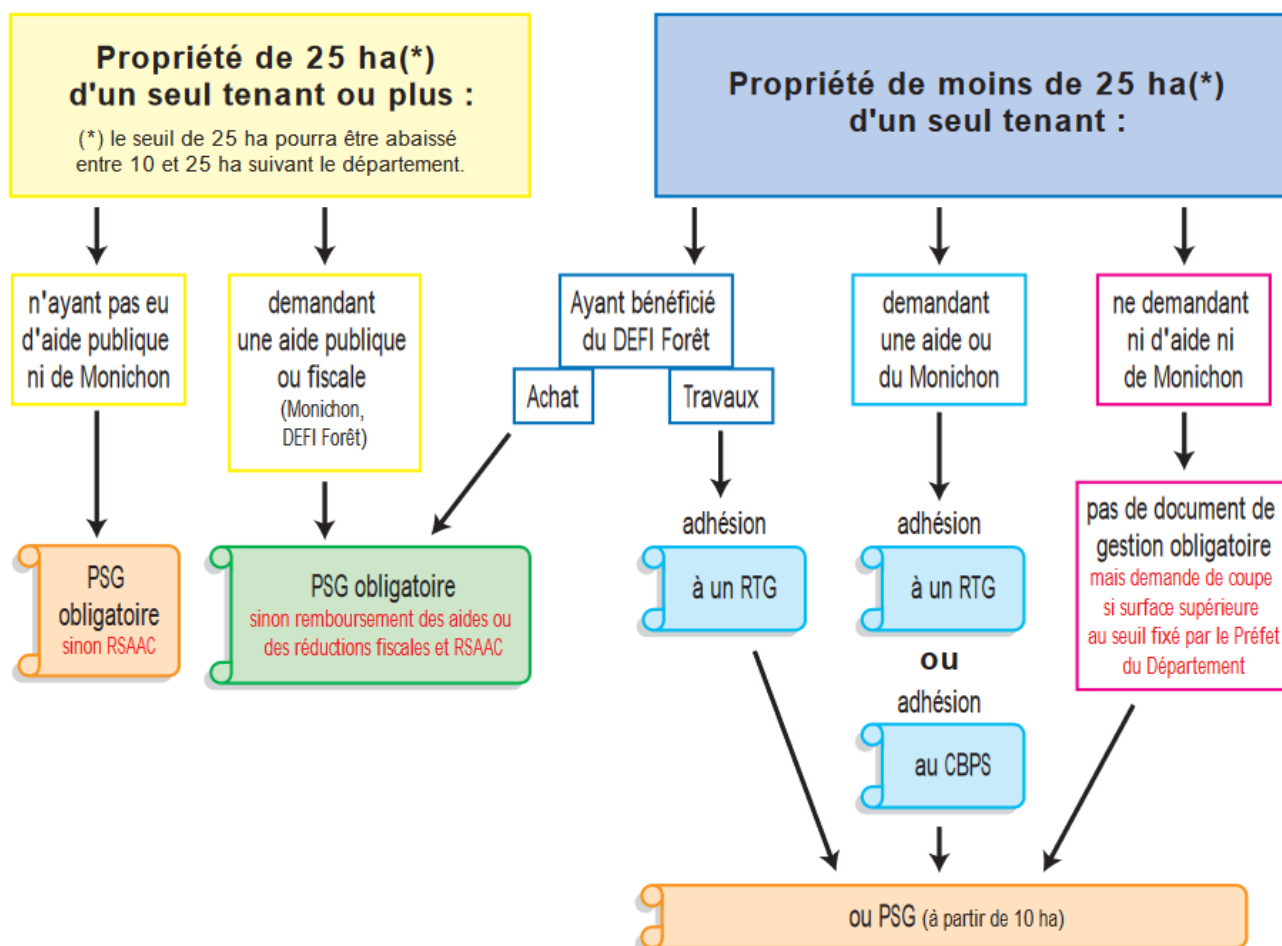 Propriété de 25 ha(*)
d'un seul tenant ou plus :
(*) le seuil de 25 ha pourra être abaissé
entre 10 et 25 ha suivant le département.
Propriété de moins de 25 ha(*)
d'un seul tenant :
n'ayant pas eu
d'aide publique
ni de Monichon
demandant
une aide publique
ou fiscale
(Monichon,
DEFI Forêt)
Ayant bénéficié
du DEFI Forêt
Achat
Travaux
demandant
une aide ou
du Monichon
ne demandant
ni d'aide ni
de Monichon
PSG
obligatoire
sinon RSAAC
PSG obligatoire
sinon remboursement des aides ou
des réductions fiscales et RSAAC
adhésion
à un RTG
adhésion
à un RTG
ou
adhésion
au CBPS
pas de document de
gestion obligatoire
mais demande de coupe
si surface supérieure
au seuil fixé par le Préfet
du Département
ou PSG (à partir de 10 ha)